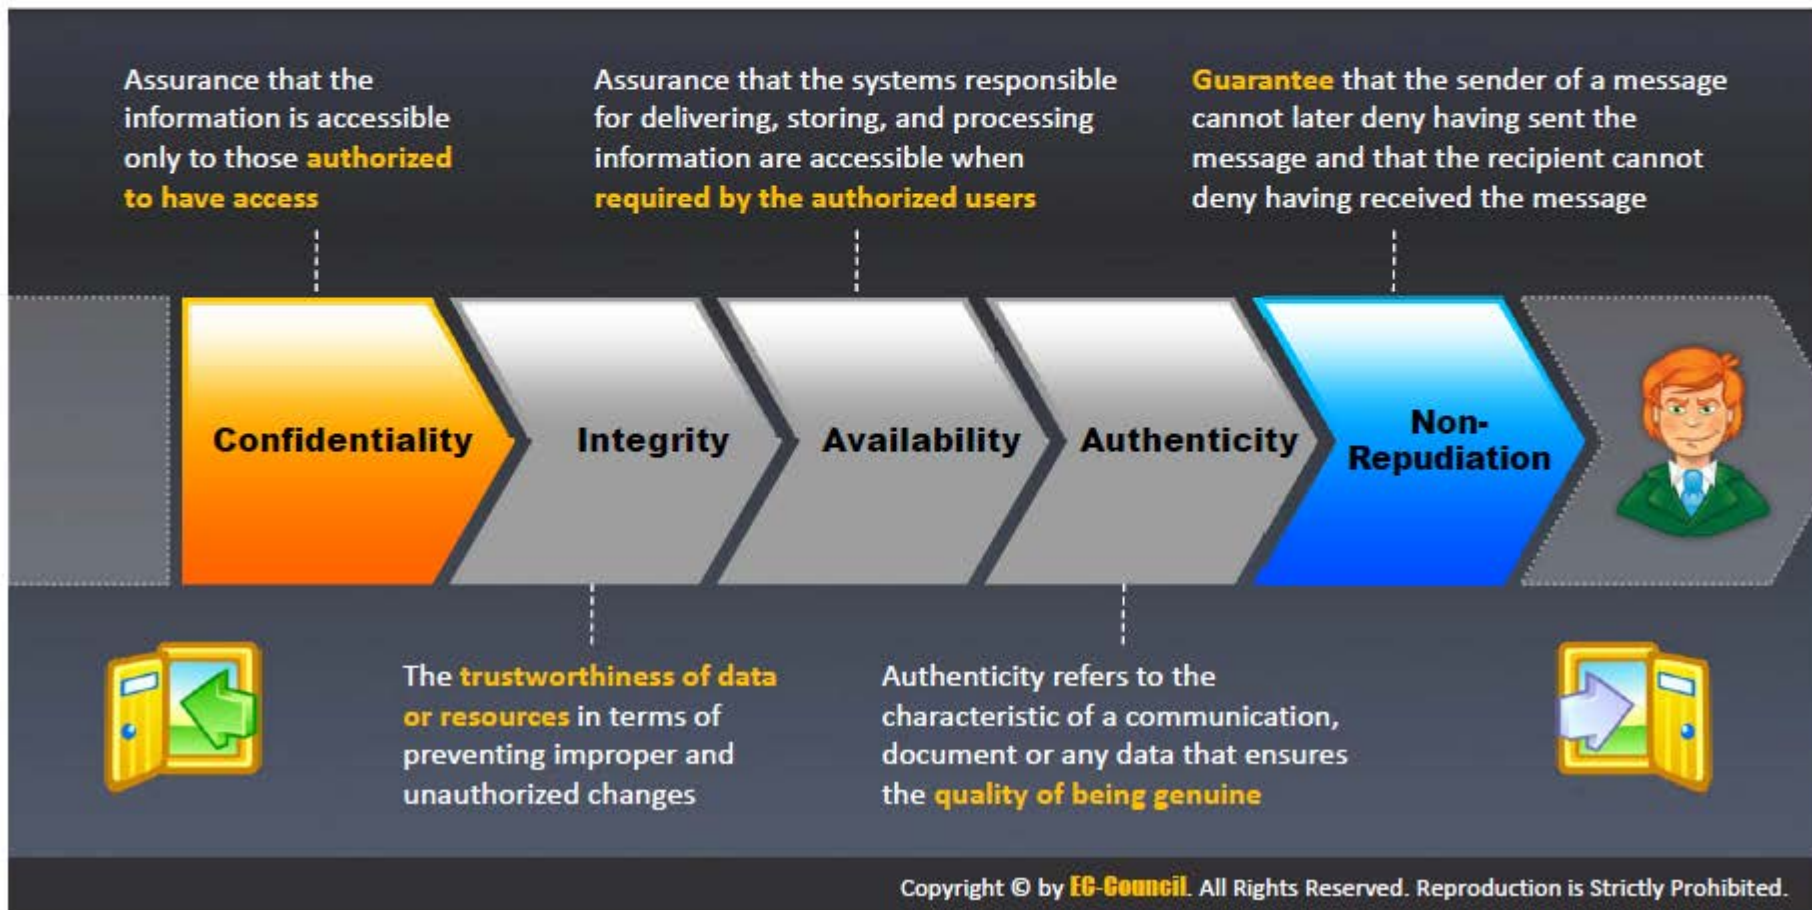 Assurance that the
information is accessible
only to those authorized
to have access
Assurance that the systems responsible
for delivering, storing, and processing
information are accessible when
required by the authorized users
Guarantee that the sender of a message
cannot later deny having sent the
message and that the recipient cannot
deny having received the message
Confidentiality
Integrity
Availability
Authenticity
Non-
Repudiation
The trustworthiness of data
or resources in terms of
preventing improper and
unauthorized changes
Authenticity refers to the
characteristic of a communication,
document or any data that ensures
the quality of being genuine
Copyright © by EC-Council. All Rights Reserved. Reproduction is Strictly Prohibited.